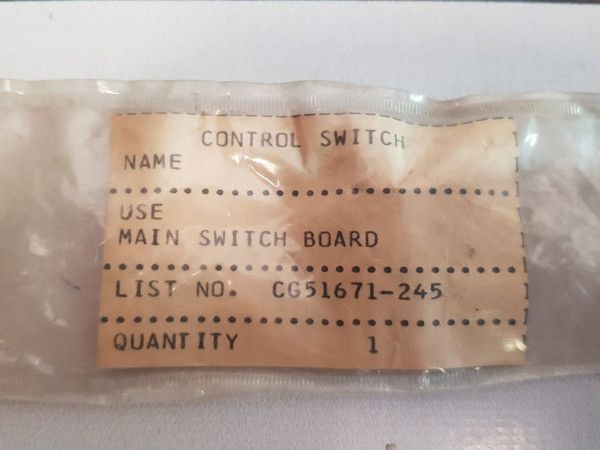 CONTROL SWITCH
NAME
USE
MAIN SWITCH BOARD
LIST NO. CG51671-245
QUANTITY 1